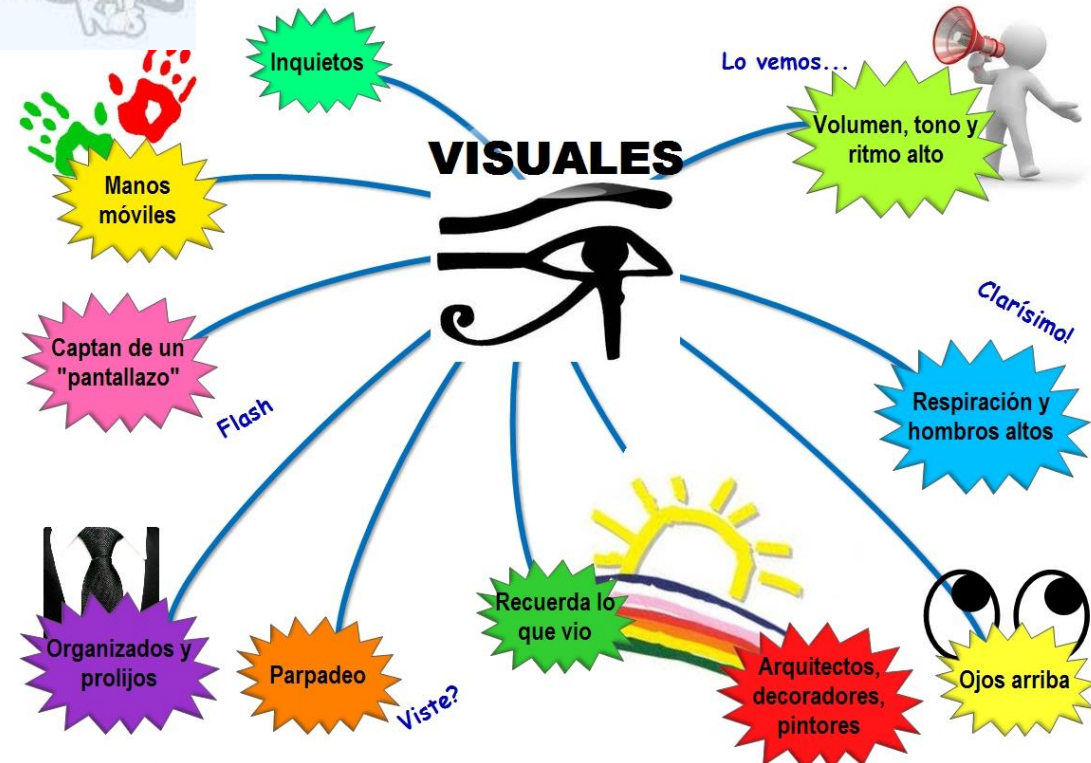 Kids
Inquietos
Lo vemos...
Volumen, tono y
ritmo alto
VISUALES
Manos
móviles
Clarísimo!
Captan de un
"pantallazo"
Flash
Respiración y
hombros altos
Recuerda lo
que vio
Organizados y
prolijos
Parpadeo
Viste?
Arquitectos,
decoradores,
pintores
Ojos arriba